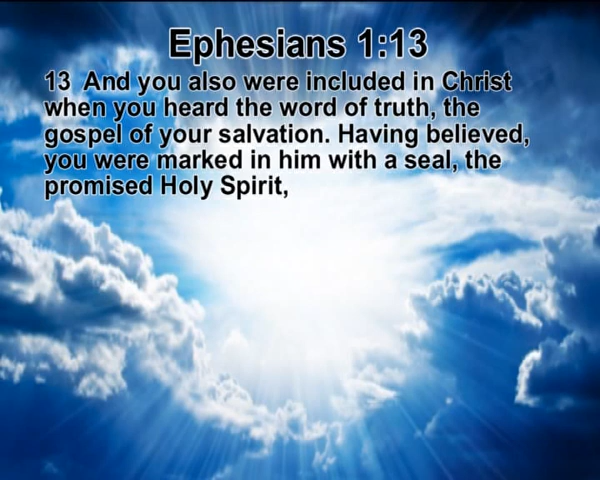 Ephesians 1:13
13 And you also were included in Christ
when you heard the word of truth, the
gospel of your salvation. Having believed,
you were marked in him with a seal, the
promised Holy Spirit,